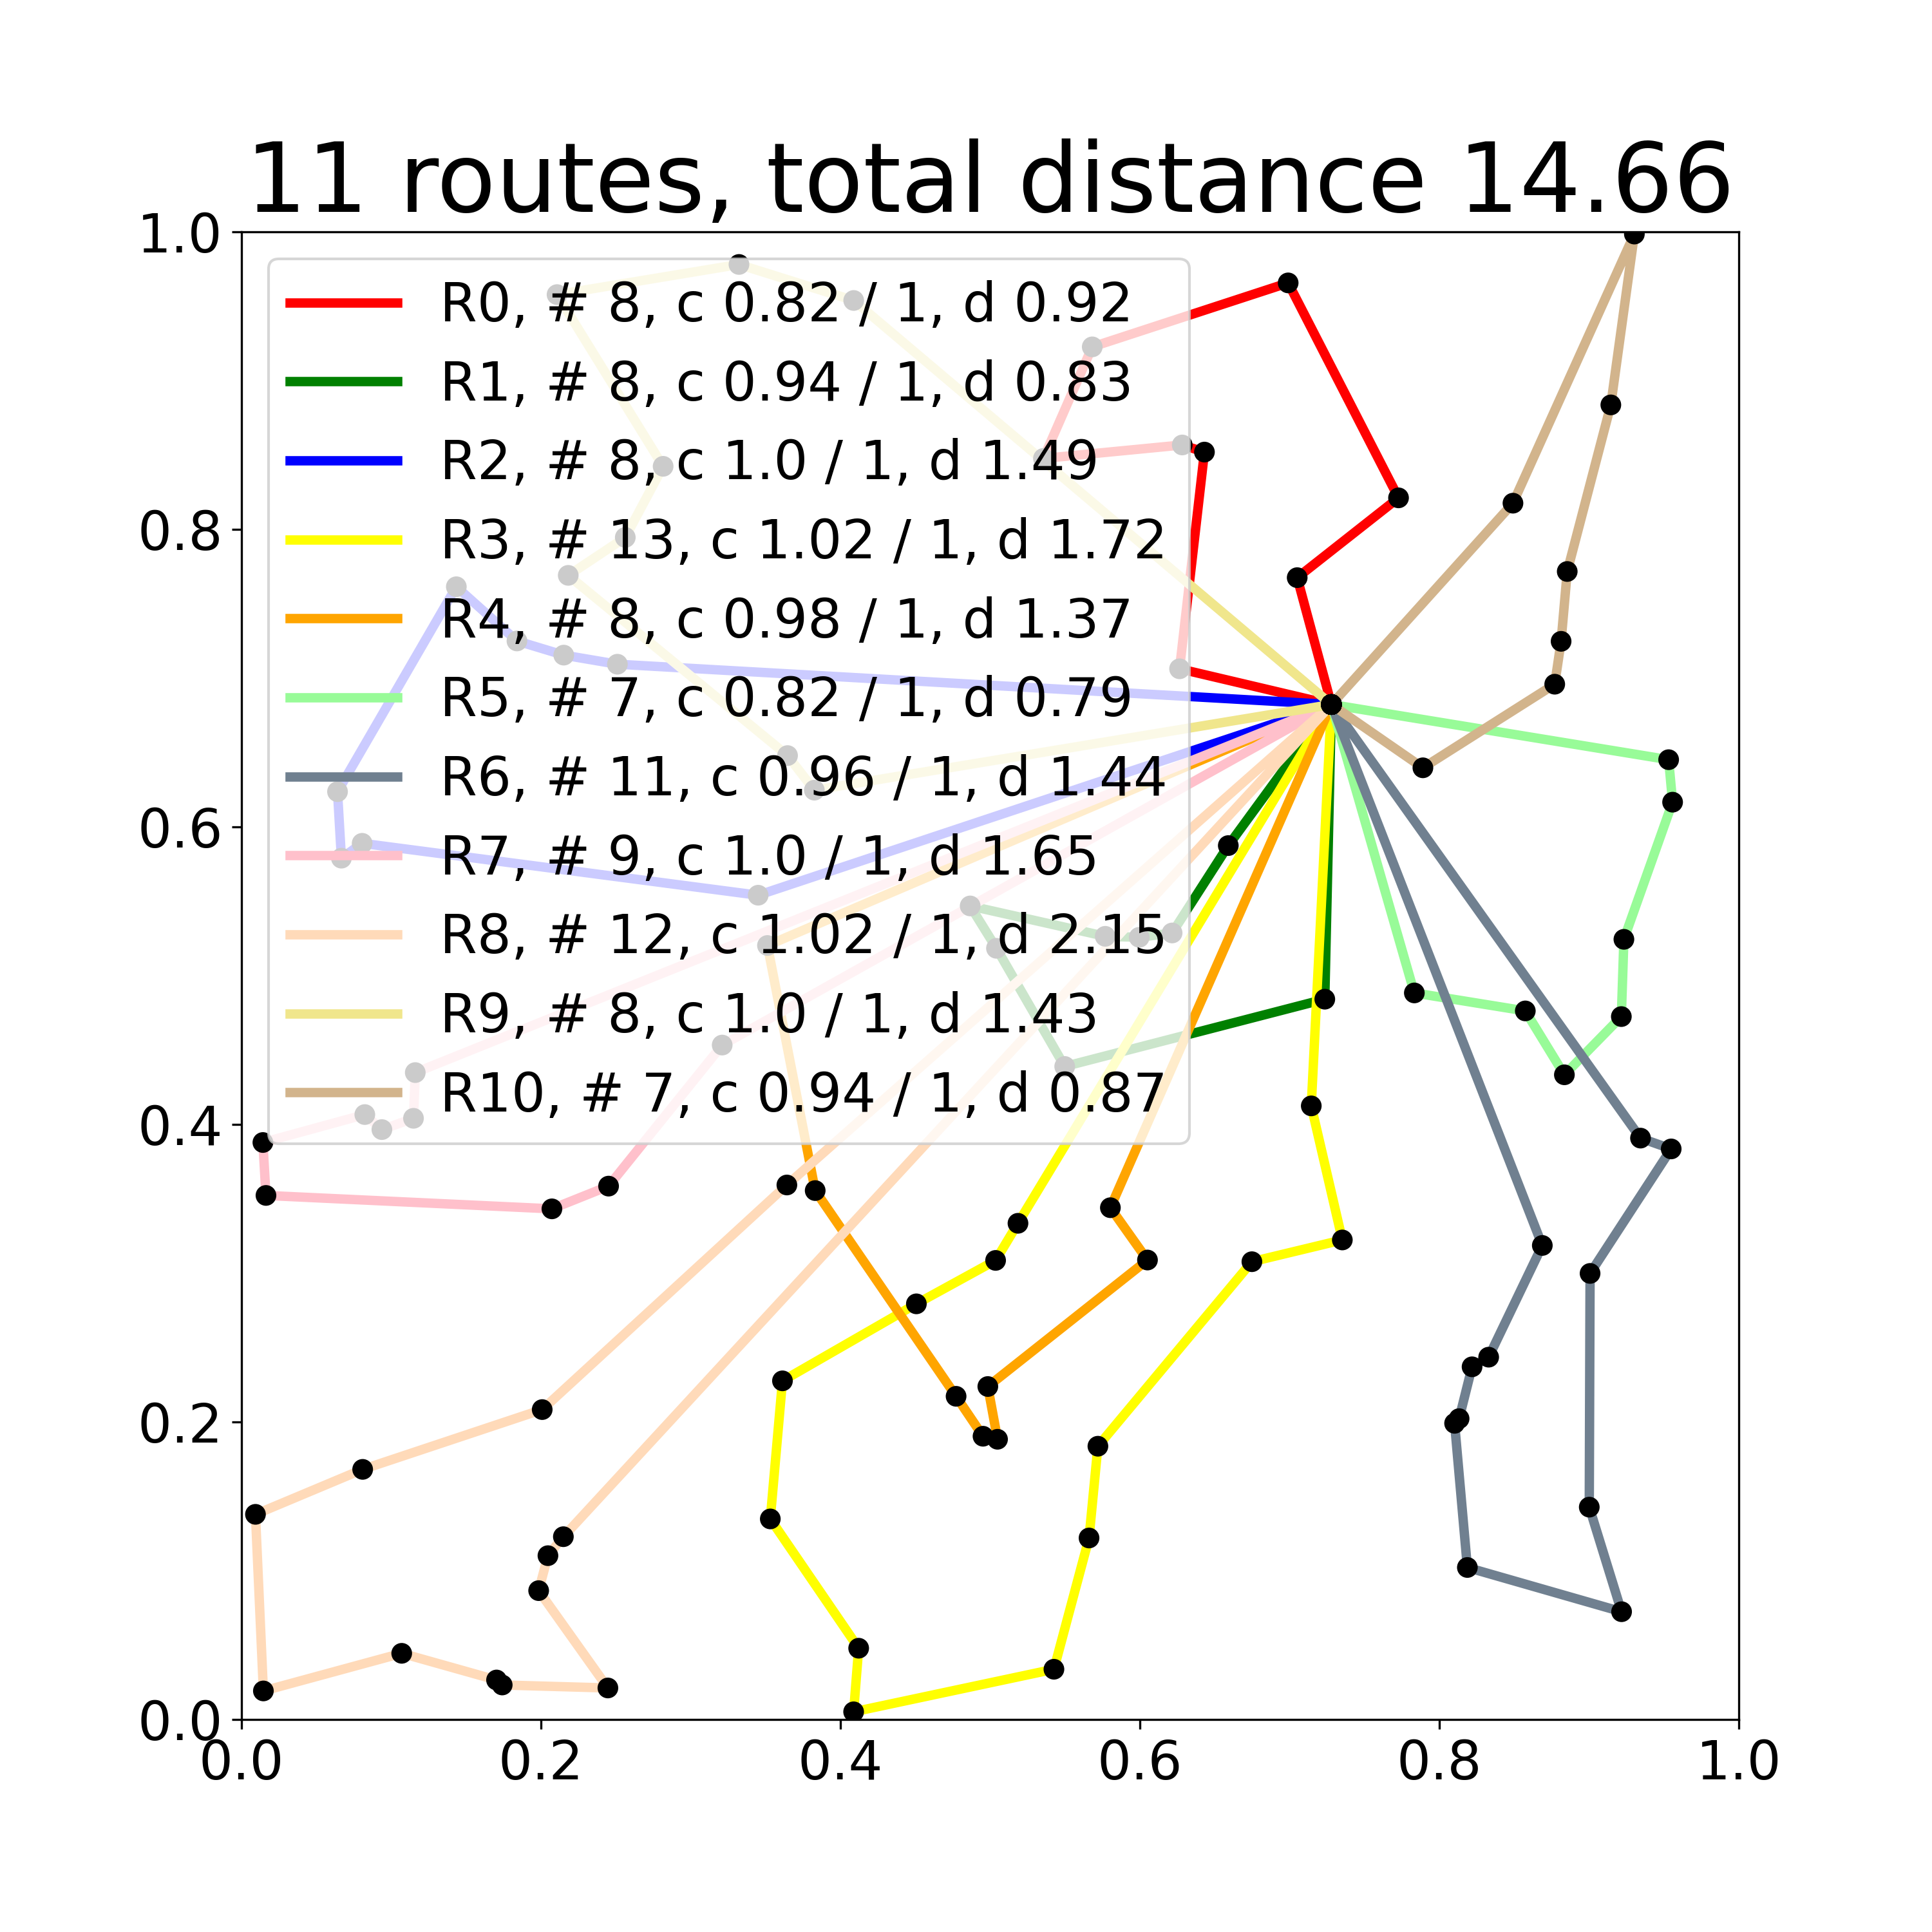 11 routes, total distance 14.66
1.0
0.8
0.6
0.4
0.2
0.0
R0, # 8, c 0.82 / 1, d 0.92
R1, # 8, c 0.94 / 1, d 0.83
R2, # 8, c 1.0 / 1, d 1.49
R3, # 13, c 1.02 / 1, d 1.72
R4, # 8, c 0.98 / 1, d 1.37
R5, # 7, c 0.82 / 1, d 0.79
R6, # 11, c 0.96 / 1, d 1.44
R7, # 9, c 1.0 / 1, d 1.65
R8, # 12, c 1.02 / 1, d 2.15
R9, # 8, c 1.0 / 1, d 1.43
R10, # 7, c 0.94 / 1, d 0.87
0.0 0.2 0.4 0.6 0.8 1.0